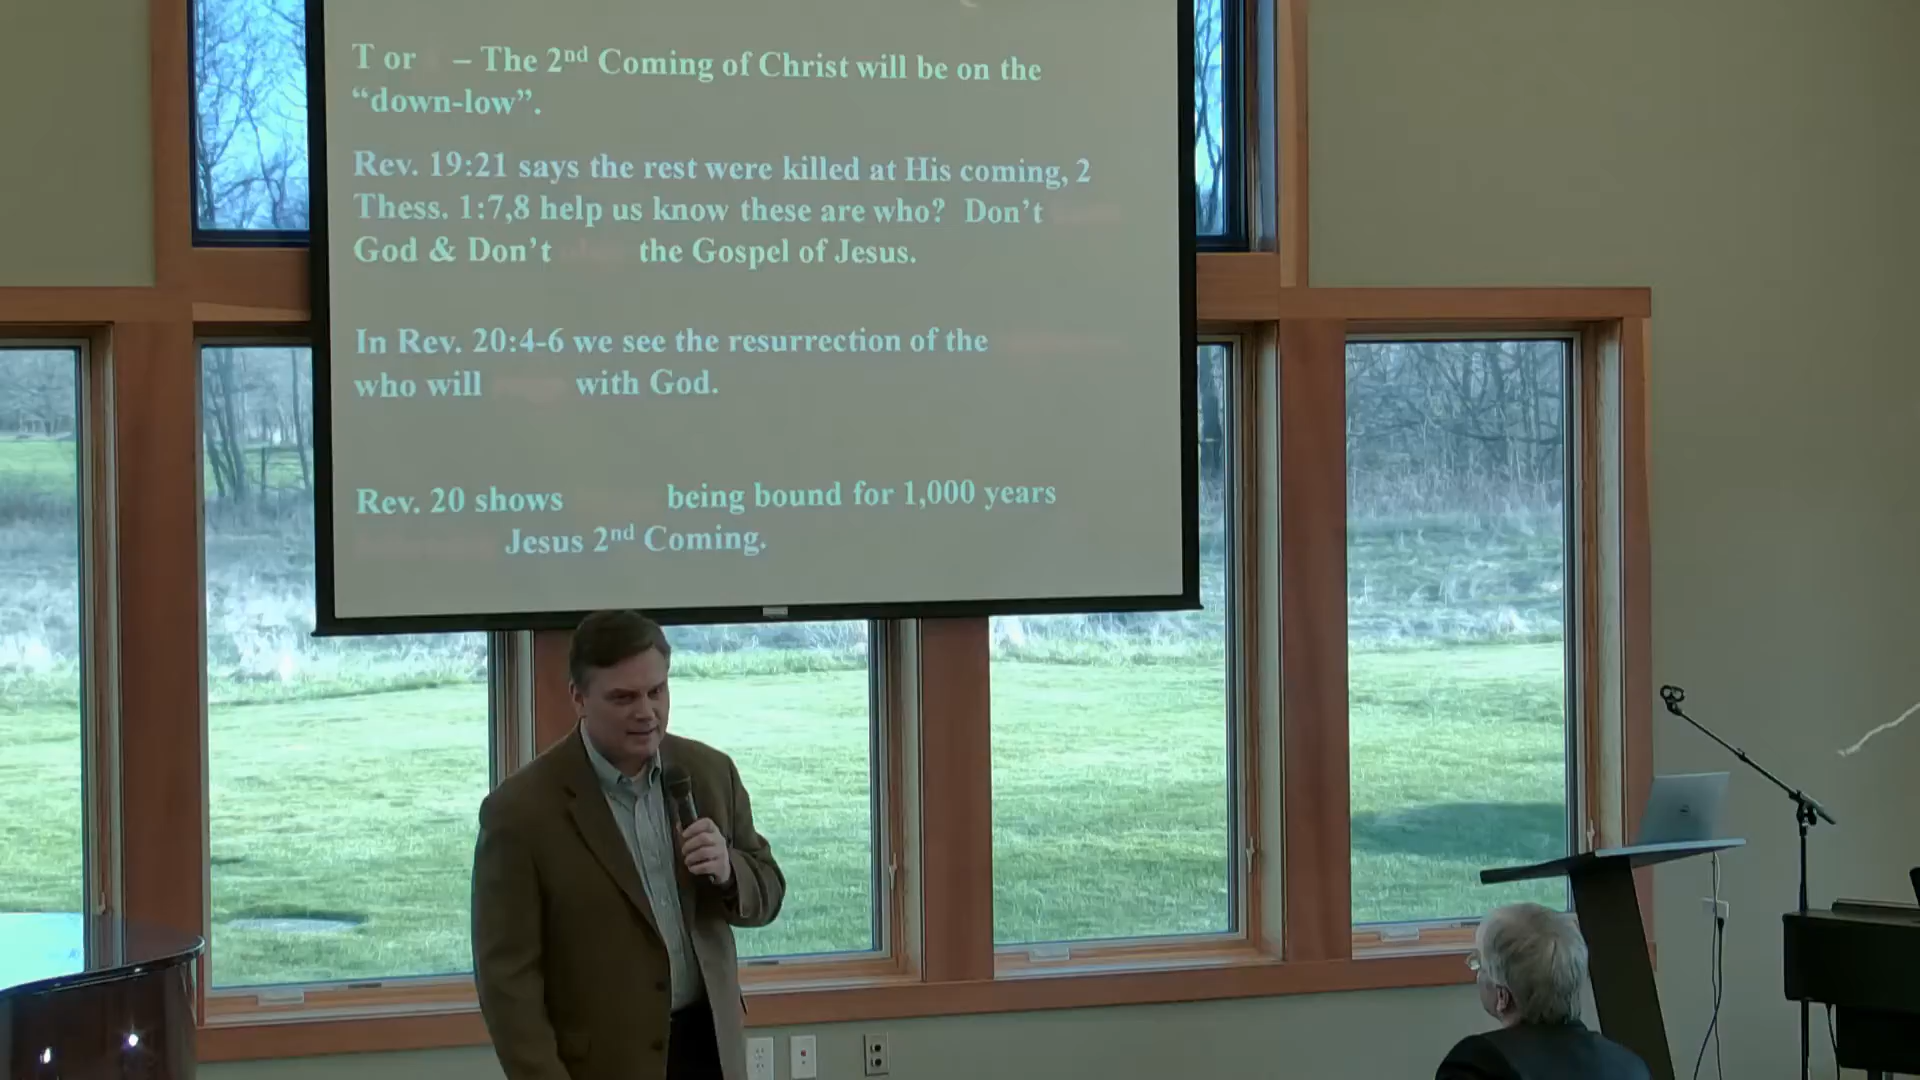 T or – The 2nd Coming of Christ will be on the
“down-low”.
Rev. 19:21 says the rest were killed at His coming, 2
Thess. 1:7,8 help us know these are who? Don’t
God & Don’t the Gospel of Jesus.
In Rev. 20:4-6 we see the resurrection of the
who will with God.
Rev. 20 shows being bound for 1,000 years
Jesus 2nd Coming.